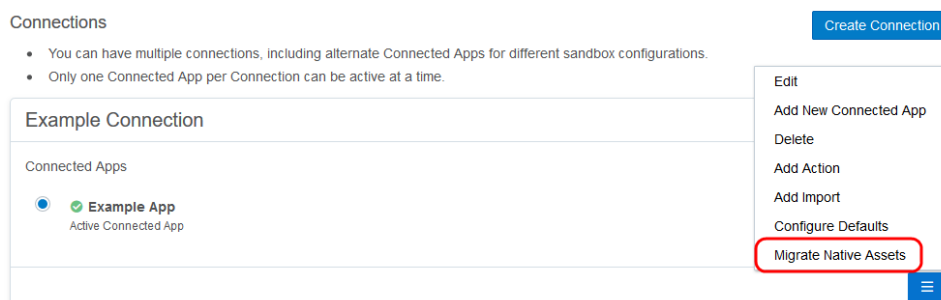 Connections
Create Connection
You can have multiple connections, including alternate Connected Apps for different sandbox configurations.
Only one Connected App per Connection can be active at a time.
Example Connection
Connected Apps
Example App
Active Connected App
Edit
Add New Connected App
Delete
Add Action
Add Import
Configure Defaults
Migrate Native Assets